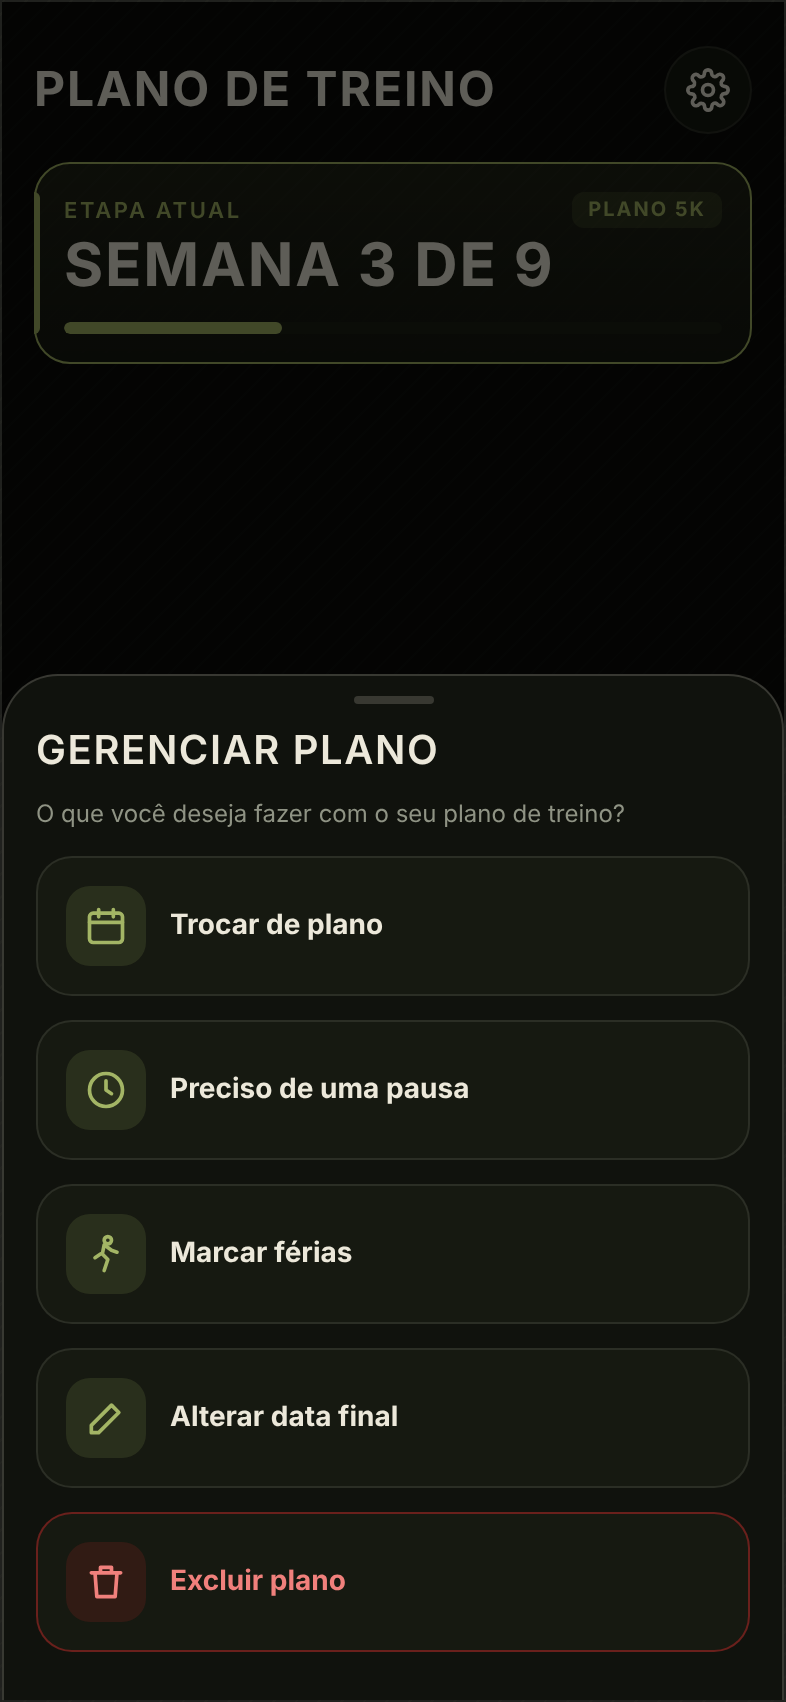 PLANO DE TREINO
ETAPA ATUAL
PLANO 5K
SEMANA 3 DE 9
GERENCIAR PLANO
O que você deseja fazer com o seu plano de treino?
Trocar de plano
Preciso de uma pausa
Marcar férias
Alterar data final
Excluir plano